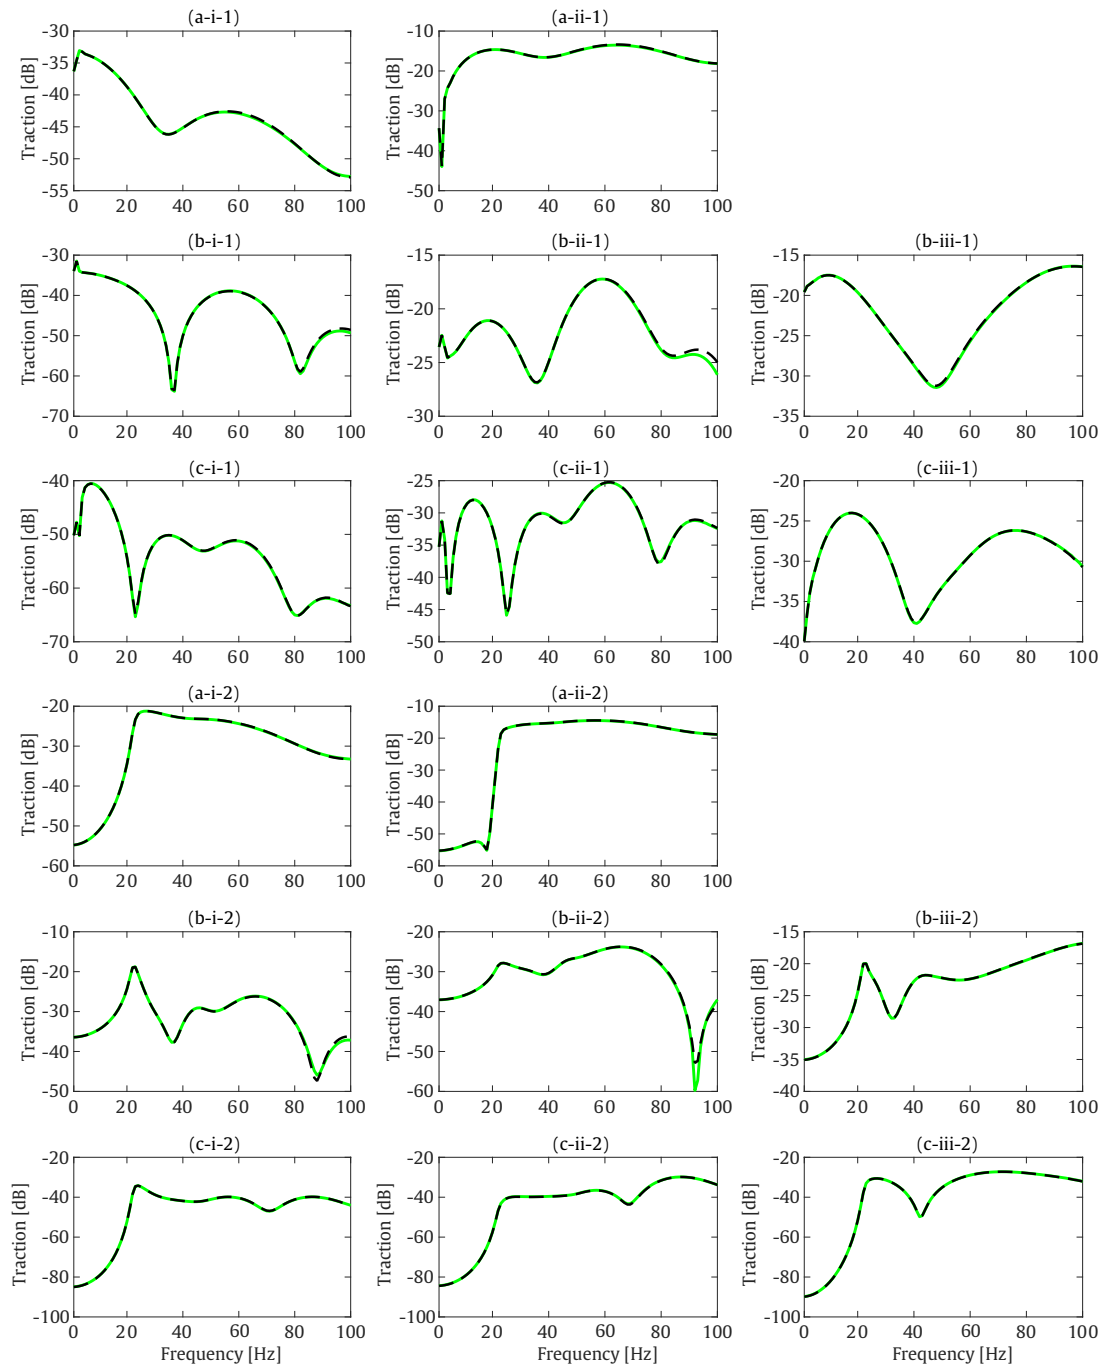 (a-i-1)
Traction [dB]
-30
-35
-40
-45
-50
-55
0 20 40 60 80 100
(a-ii-1)
Traction [dB]
-10
-20
-30
-40
-50
0 20 40 60 80 100
(b-i-1)
Traction [dB]
-30
-40
-50
-60
-70
0 20 40 60 80 100
(b-ii-1)
Traction [dB]
-15
-20
-25
-30
0 20 40 60 80 100
(b-iii-1)
Traction [dB]
-15
-20
-25
-30
-35
0 20 40 60 80 100
(c-i-1)
Traction [dB]
-40
-50
-60
-70
0 20 40 60 80 100
(c-ii-1)
Traction [dB]
-25
-30
-35
-40
-45
-50
0 20 40 60 80 100
(c-iii-1)
Traction [dB]
-20
-25
-30
-35
-40
0 20 40 60 80 100
(a-i-2)
Traction [dB]
-20
-30
-40
-50
-60
0 20 40 60 80 100
(a-ii-2)
Traction [dB]
-10
-20
-30
-40
-50
-60
0 20 40 60 80 100
(b-i-2)
Traction [dB]
-10
-20
-30
-40
-50
0 20 40 60 80 100
(b-ii-2)
Traction [dB]
-20
-30
-40
-50
-60
0 20 40 60 80 100
(b-iii-2)
Traction [dB]
-15
-20
-25
-30
-35
-40
0 20 40 60 80 100
(c-i-2)
Traction [dB]
-20
-40
-60
-80
-100
0 20 40 60 80 100
Frequency [Hz]
(c-ii-2)
Traction [dB]
-20
-40
-60
-80
-100
0 20 40 60 80 100
Frequency [Hz]
(c-iii-2)
Traction [dB]
-20
-40
-60
-80
-100
0 20 40 60 80 100
Frequency [Hz]